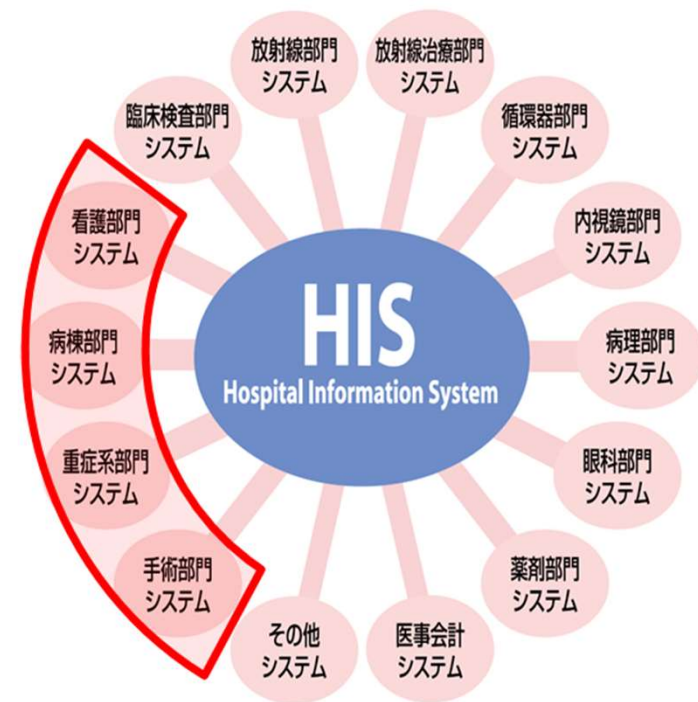 放射線部門
システム
放射線治療部門
システム
臨床検査部門
システム
循環器部門
システム
看護部門
システム
内視鏡部門
システム
HIS
Hospital Information System
病棟部門
システム
病理部門
システム
重症系部門
システム
眼科部門
システム
手術部門
システム
薬剤部門
システム
その他
システム
医事会計
システム